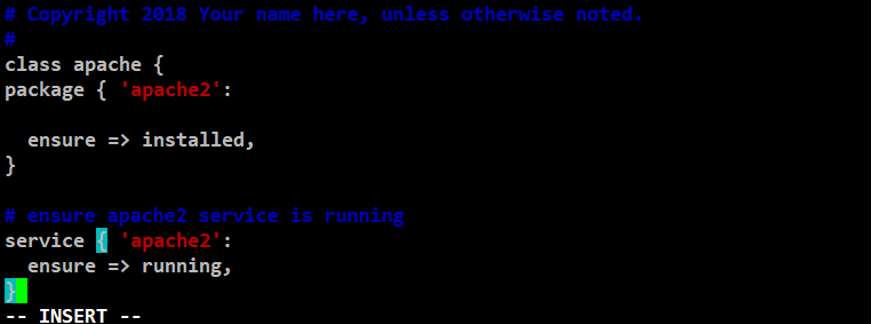 # Copyright 2018 Your name here, unless otherwise noted.
#
class apache {
package { 'apache2':
  ensure => installed,
}
# ensure apache2 service is running
service { 'apache2':
  ensure => running,
}
-- INSERT --